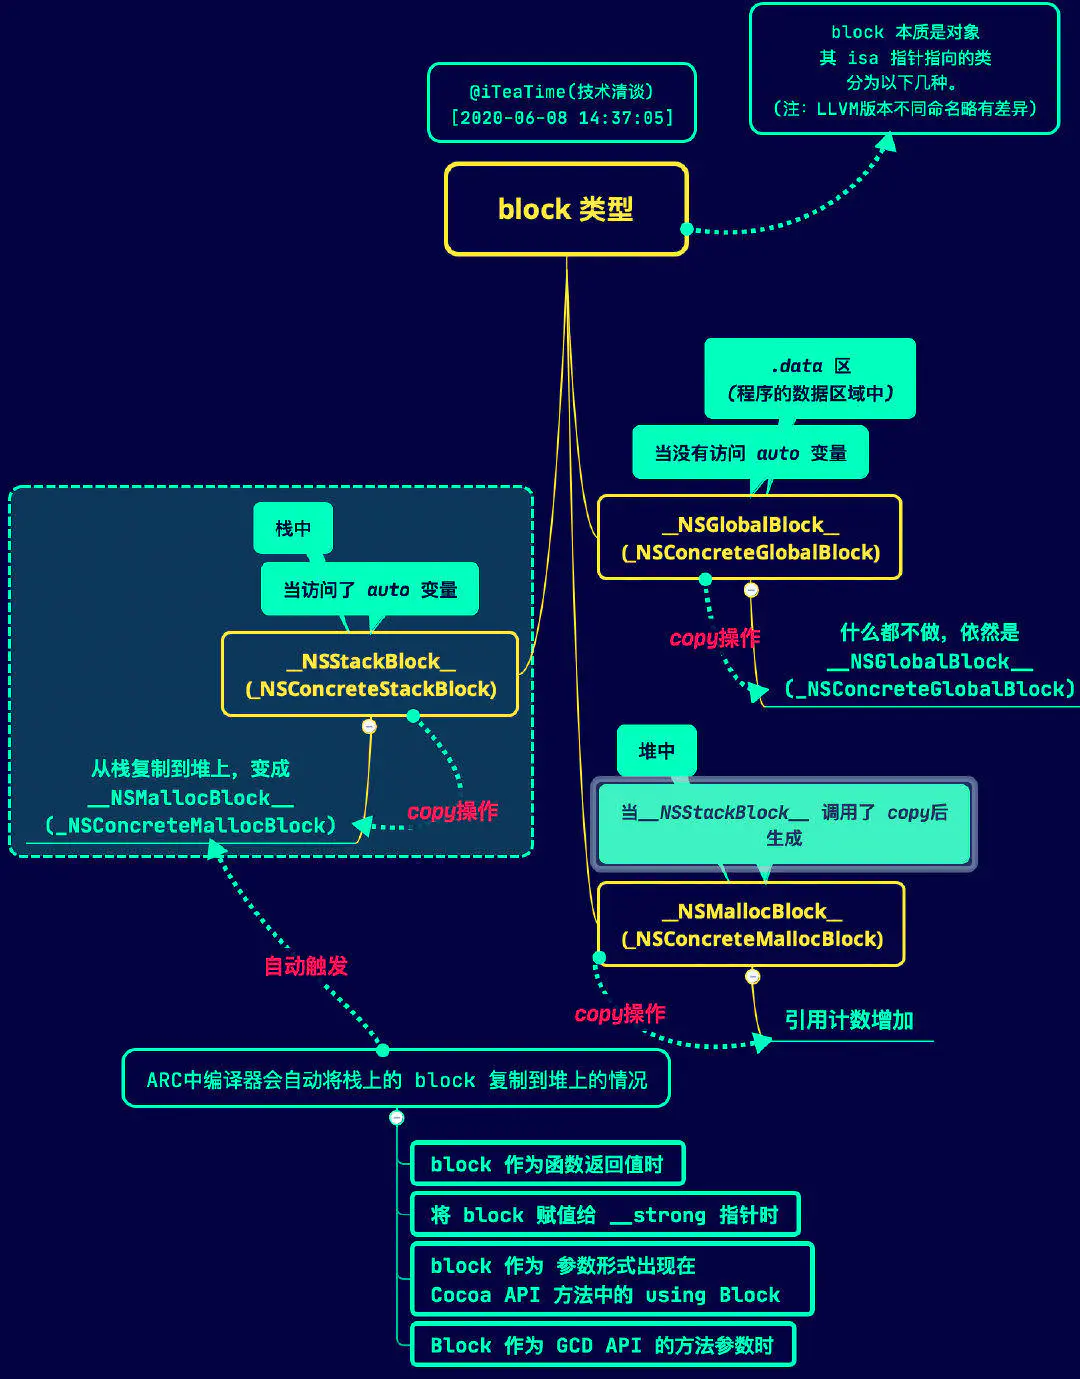 block 本质是对象
其 isa 指针指向的类
分为以下几种。
(注：LLVM版本不同命名略有差异)
@iTeaTime(技术清谈)
[2020-06-08 14:37:05]
block 类型
.data 区
(程序的数据区域中)
当没有访问 auto 变量
__NSGlobalBlock__
(_NSConcreteGlobalBlock)
copy操作
什么都不做，依然是
__NSGlobalBlock__
(_NSConcreteGlobalBlock)
栈中
当访问了 auto 变量
__NSStackBlock__
(_NSConcreteStackBlock)
copy操作
从栈复制到堆上，变成
__NSMallocBlock__
(_NSConcreteMallocBlock)
堆中
当__NSStackBlock__ 调用了 copy后
生成
__NSMallocBlock__
(_NSConcreteMallocBlock)
copy操作
引用计数增加
自动触发
ARC中编译器会自动将栈上的 block 复制到堆上的情况
block 作为函数返回值时
将 block 赋值给 __strong 指针时
block 作为 参数形式出现在
Cocoa API 方法中的 using Block
Block 作为 GCD API 的方法参数时